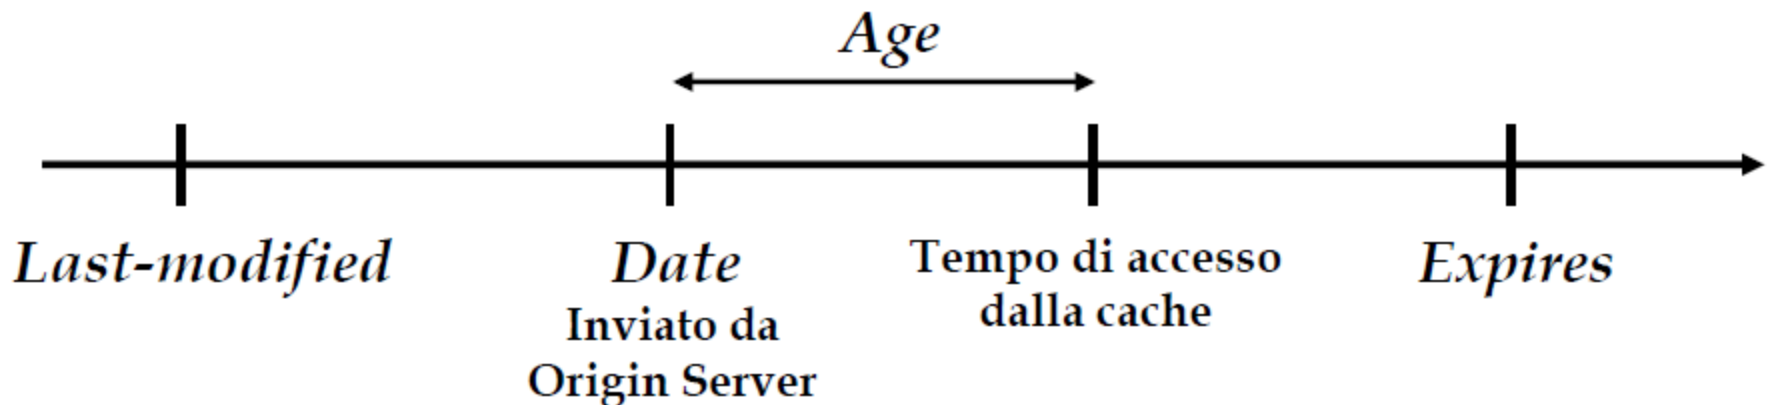 Age
Last-modified
Date
Inviato da
Origin Server
Tempo di accesso
dalla cache
Expires